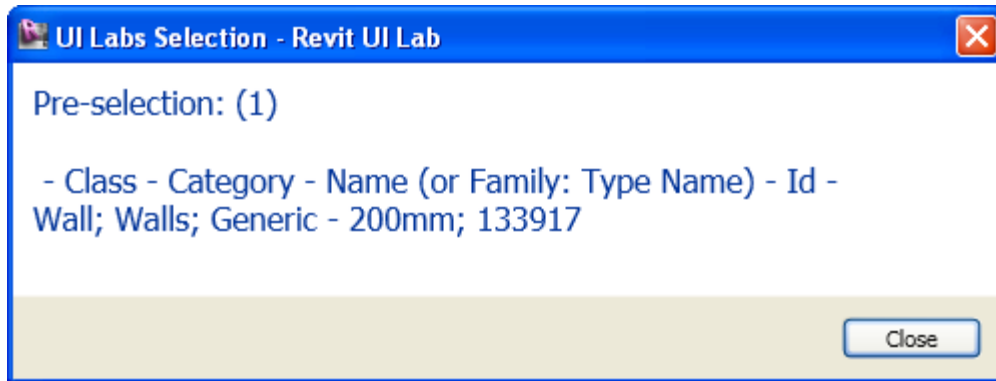 UI Labs Selection - Revit UI Lab
Pre-selection: (1)
- Class - Category - Name (or Family: Type Name) - Id -
Wall; Walls; Generic - 200mm; 133917
Close